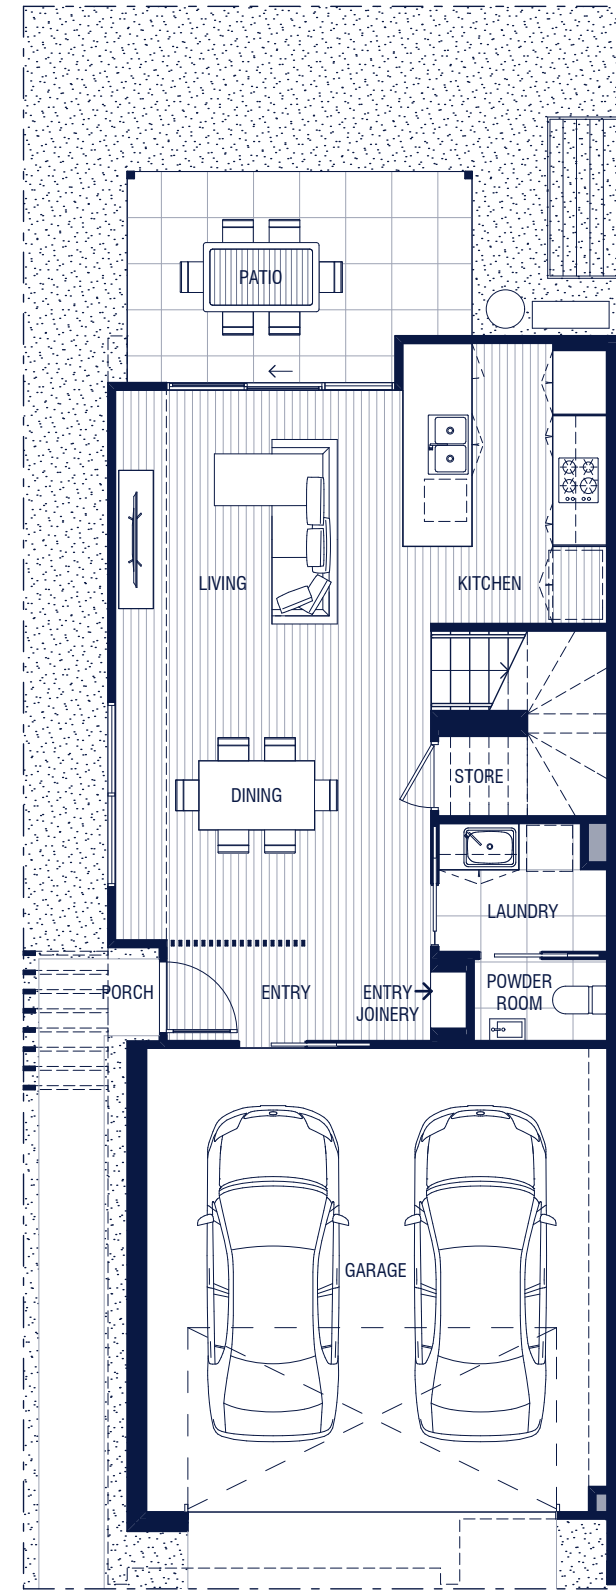 PATIO
LIVING
KITCHEN
DINING
STORE
LAUNDRY
PORCH
ENTRY
ENTRY
JOINERY
POWDER
ROOM
GARAGE